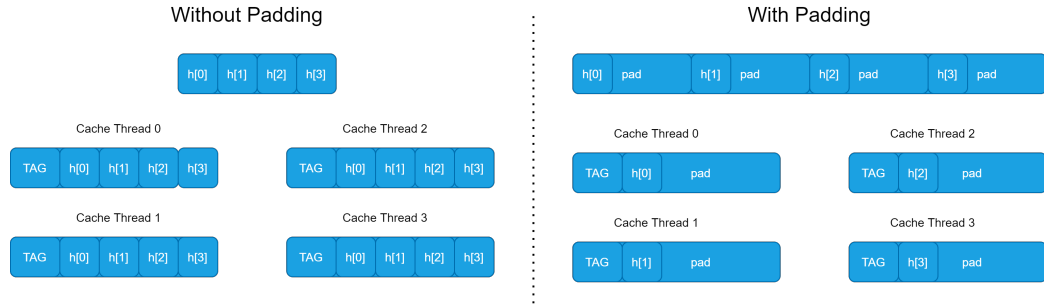 Without Padding
h[0] h[1] h[2] h[3]
Cache Thread 0
TAG h[0] h[1] h[2] h[3]
Cache Thread 2
TAG h[0] h[1] h[2] h[3]
Cache Thread 1
TAG h[0] h[1] h[2] h[3]
Cache Thread 3
TAG h[0] h[1] h[2] h[3]
With Padding
h[0] pad h[1] pad h[2] pad h[3] pad
Cache Thread 0
TAG h[0] pad
Cache Thread 2
TAG h[2] pad
Cache Thread 1
TAG h[1] pad
Cache Thread 3
TAG h[3] pad